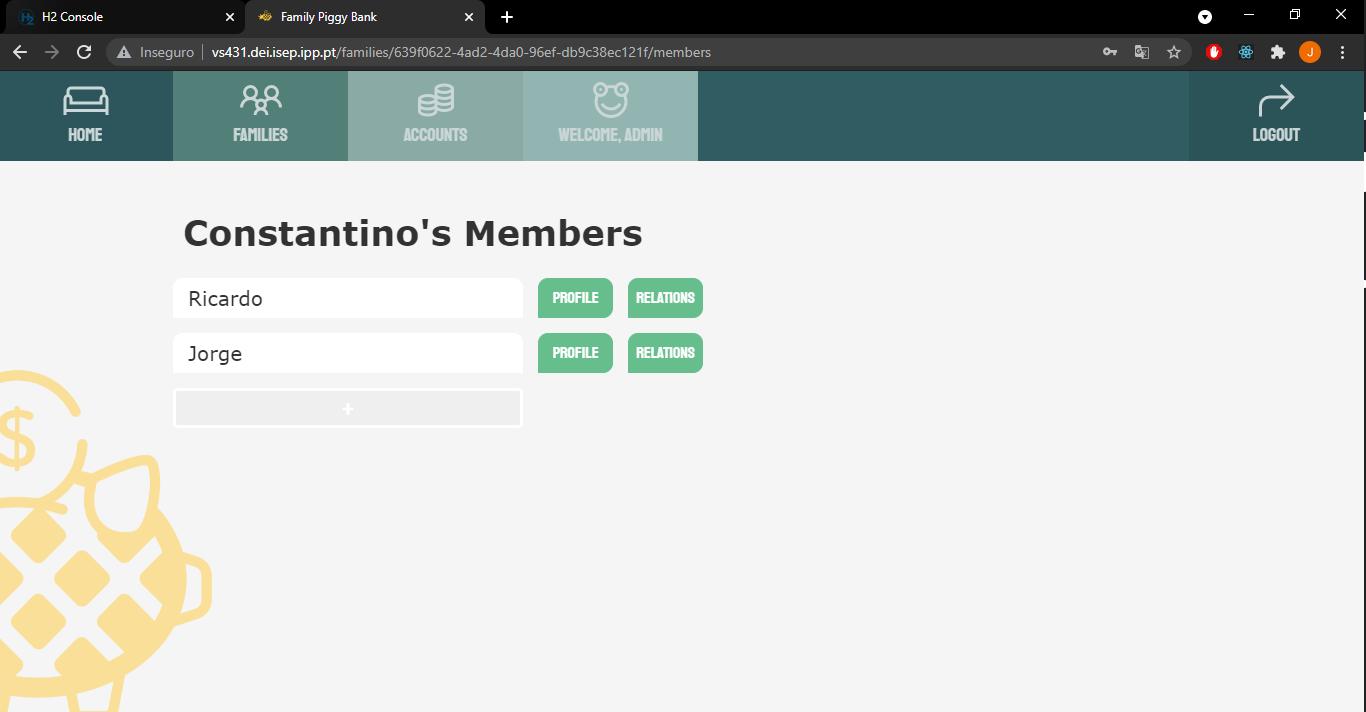 H2 Console
Family Piggy Bank
Inseguro
vs431.dei.isep.ipp.pt/families/639f0622-4ad2-4da0-96ef-db9c38ec121f/members
J
HOME
FAMILIES
ACCOUNTS
WELCOME, ADMIN
LOGOUT
Constantino's Members
Ricardo
PROFILE
RELATIONS
Jorge
PROFILE
RELATIONS
+
$